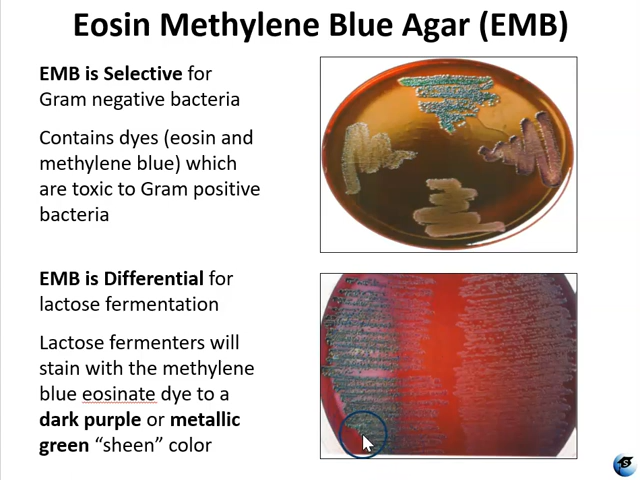 Eosin Methylene Blue Agar (EMB)
EMB is Selective for
Gram negative bacteria
Contains dyes (eosin and
methylene blue) which
are toxic to Gram positive
bacteria
EMB is Differential for
lactose fermentation
Lactose fermenters will
stain with the methylene
blue eosinate dye to a
dark purple or metallic
green “sheen” color
S